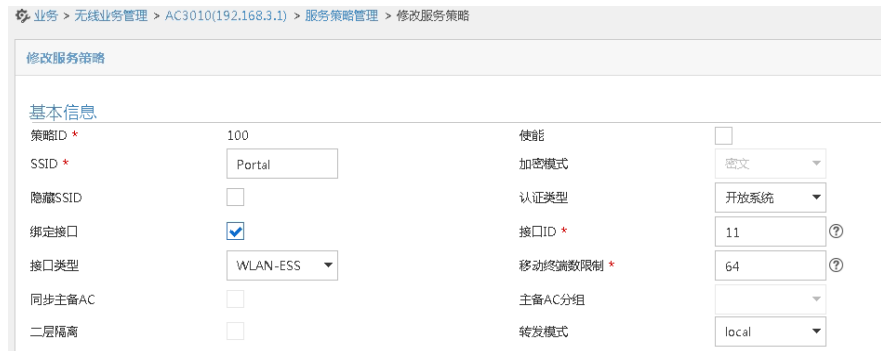 业务 > 无线业务管理 > AC3010(192.168.3.1) > 服务策略管理 > 修改服务策略
修改服务策略
基本信息
策略ID * 100 使能
SSID * Portal 加密模式 密文
隐藏SSID 认证类型 开放系统
绑定接口 接口ID * 11
接口类型 WLAN-ESS 移动终端数限制 * 64
同步主备AC 主备AC分组
二层隔离 转发模式 local